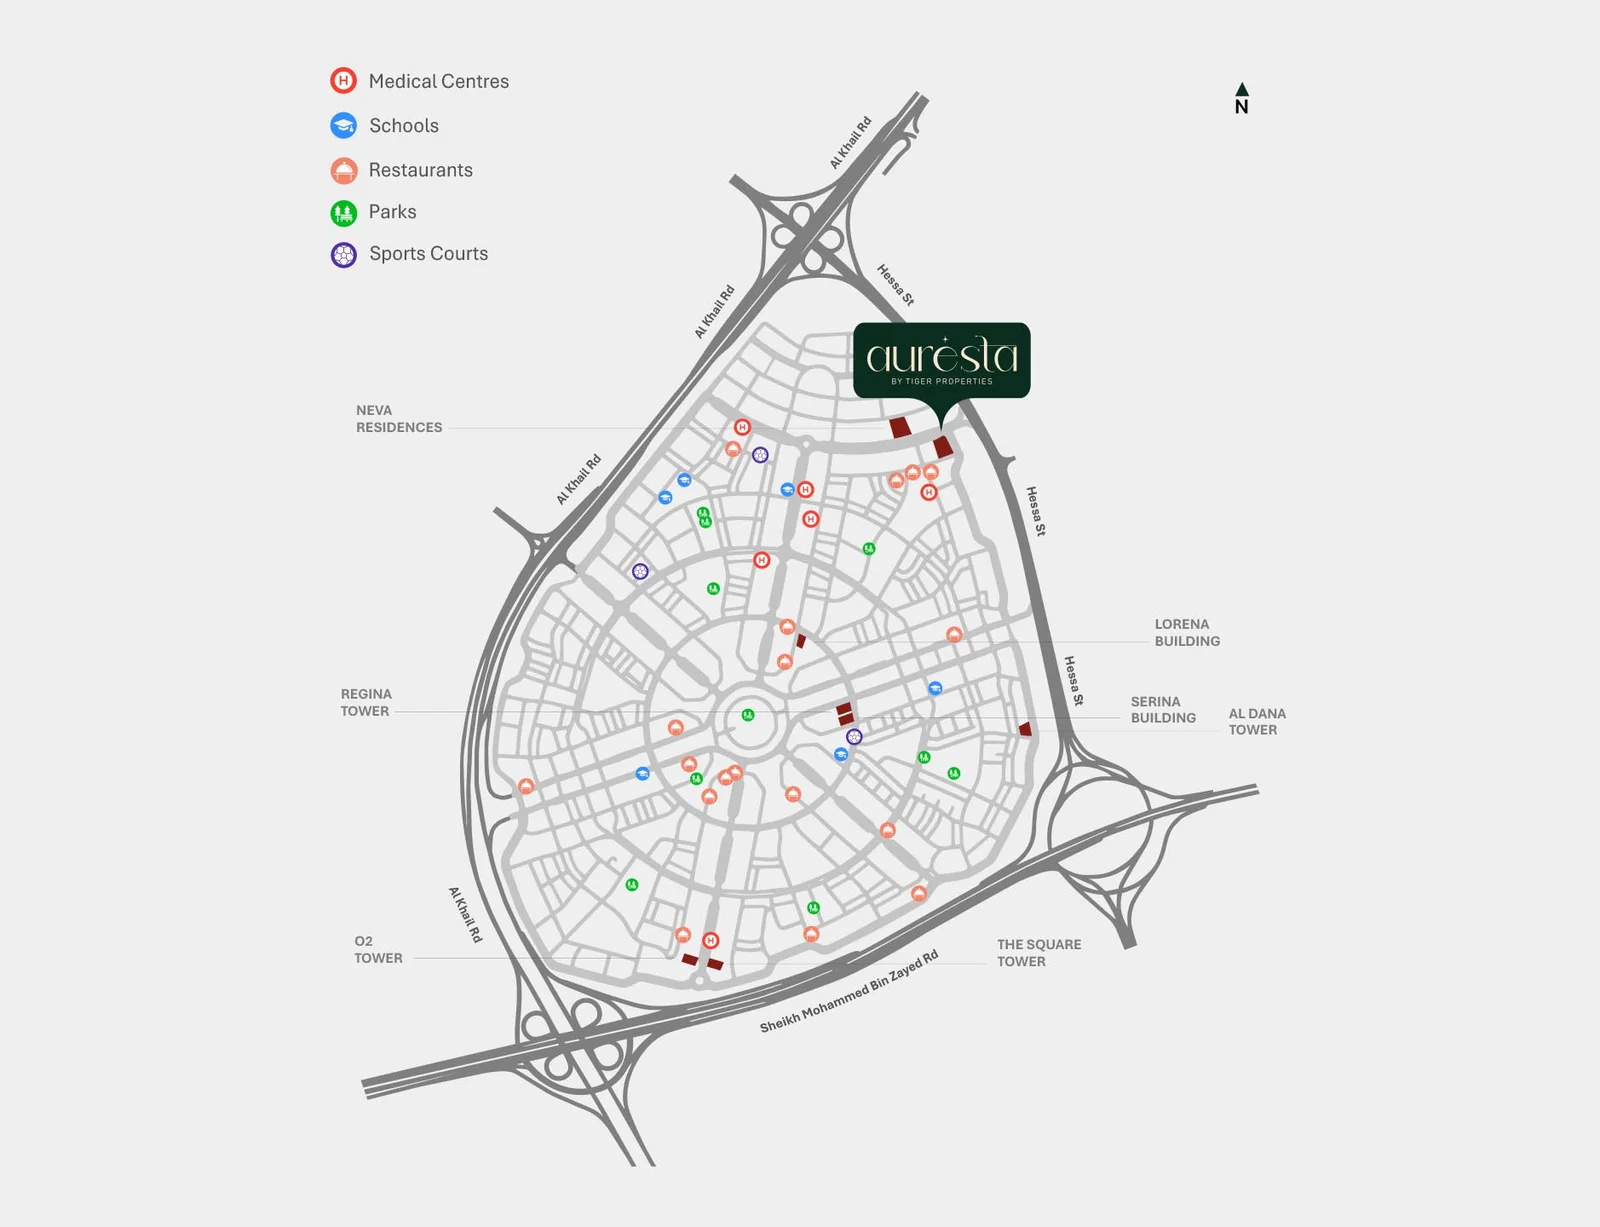 Medical Centres
Schools
Restaurants
Parks
Sports Courts
N
Al Khail Rd
Hessa St
Al Khail Rd
auresta
BY TIGER PROPERTIES
NEVA
RESIDENCES
Al Khail Rd
Hessa St
LORENA
BUILDING
Hessa St
REGINA
TOWER
SERINA
BUILDING
AL DANA
TOWER
Al Khail Rd
O2
TOWER
THE SQUARE
TOWER
Sheikh Mohammed Bin Zayed Rd